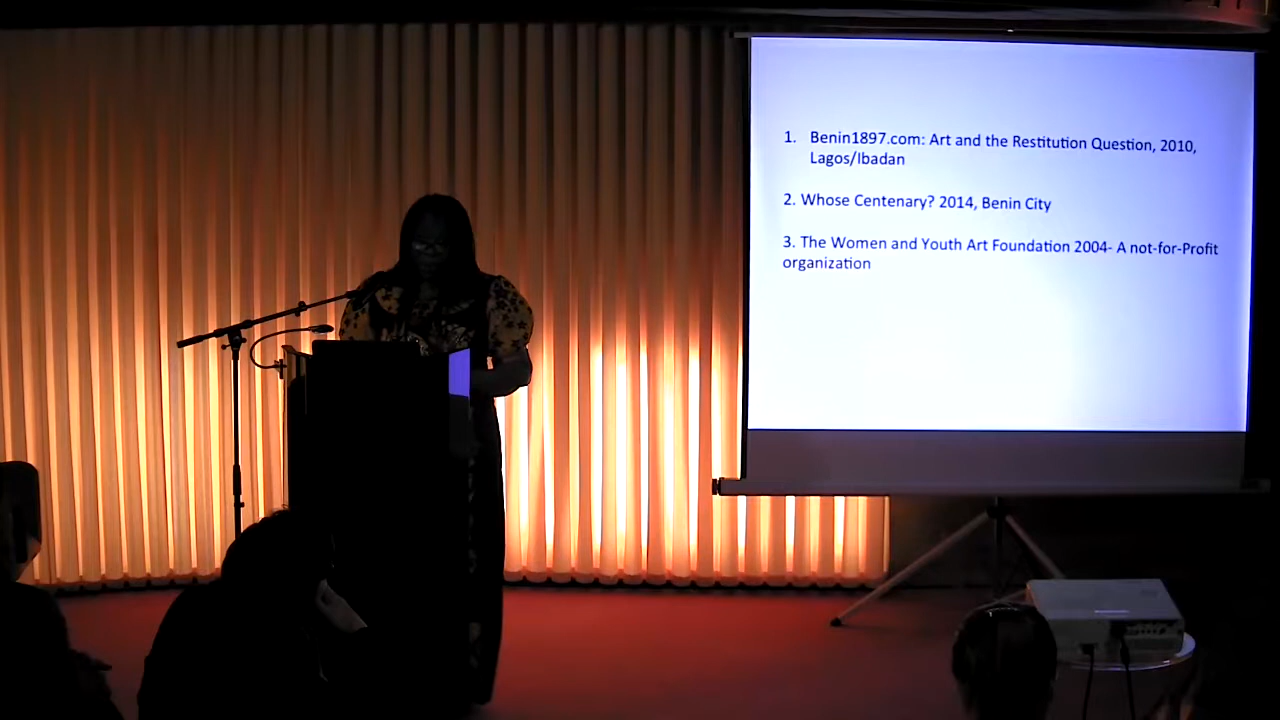 1. Benin1897.com: Art and the Restitution Question, 2010,
Lagos/Ibadan
2. Whose Centenary? 2014, Benin City
3. The Women and Youth Art Foundation 2004- A not-for-Profit
organization